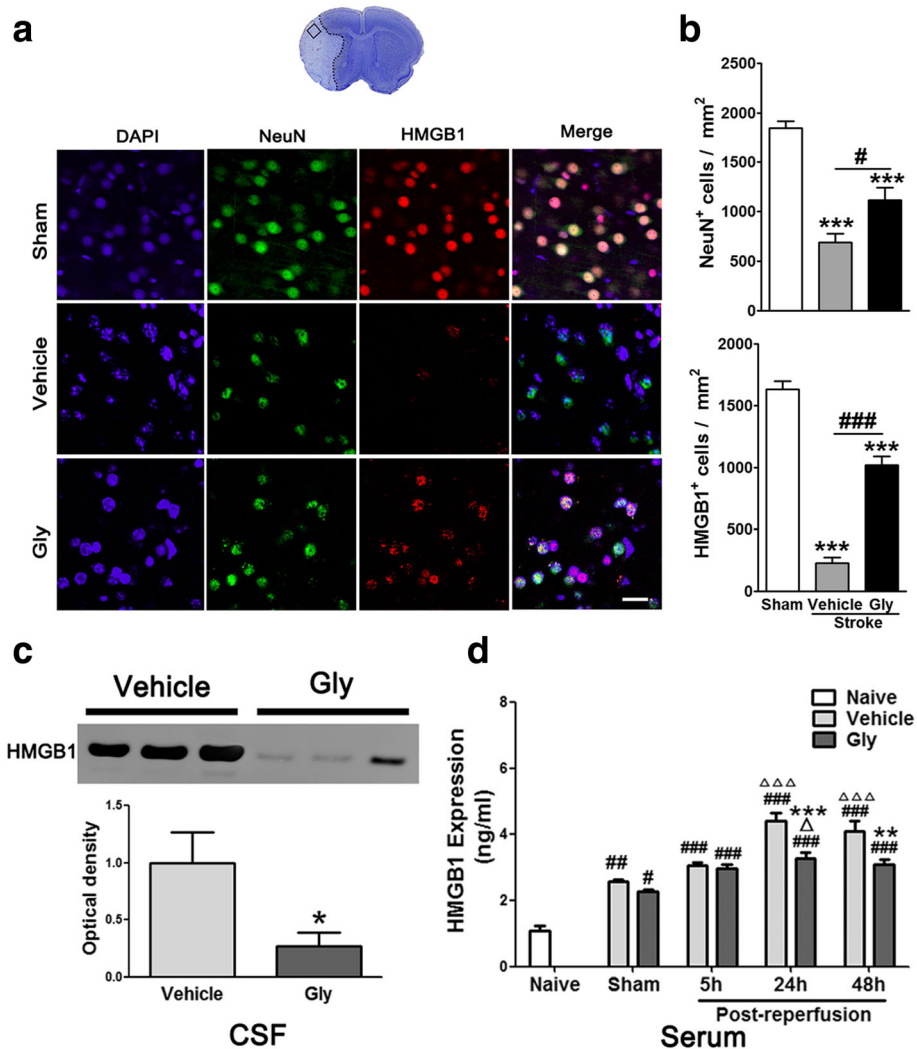 a
DAPI NeuN HMGB1 Merge
Sham
Vehicle
Gly
b
NeuN+ cells / mm2
2000
1500
1000
500
0
***
#
***
HMGB1+ cells / mm2
2000
1500
1000
500
0
***
###
***
Sham Vehicle Gly
Stroke
c
Vehicle Gly
HMGB1
Optical density
1.5
1.0
0.5
0.0
*
Vehicle Gly
CSF
d
HMGB1 Expression
(ng/ml)
8
6
4
2
0
Naive
Vehicle
Gly
##
#
###
###
△△△
###
***
△
###
△△△
###
**
###
Naive Sham 5h 24h 48h
Post-reperfusion
Serum